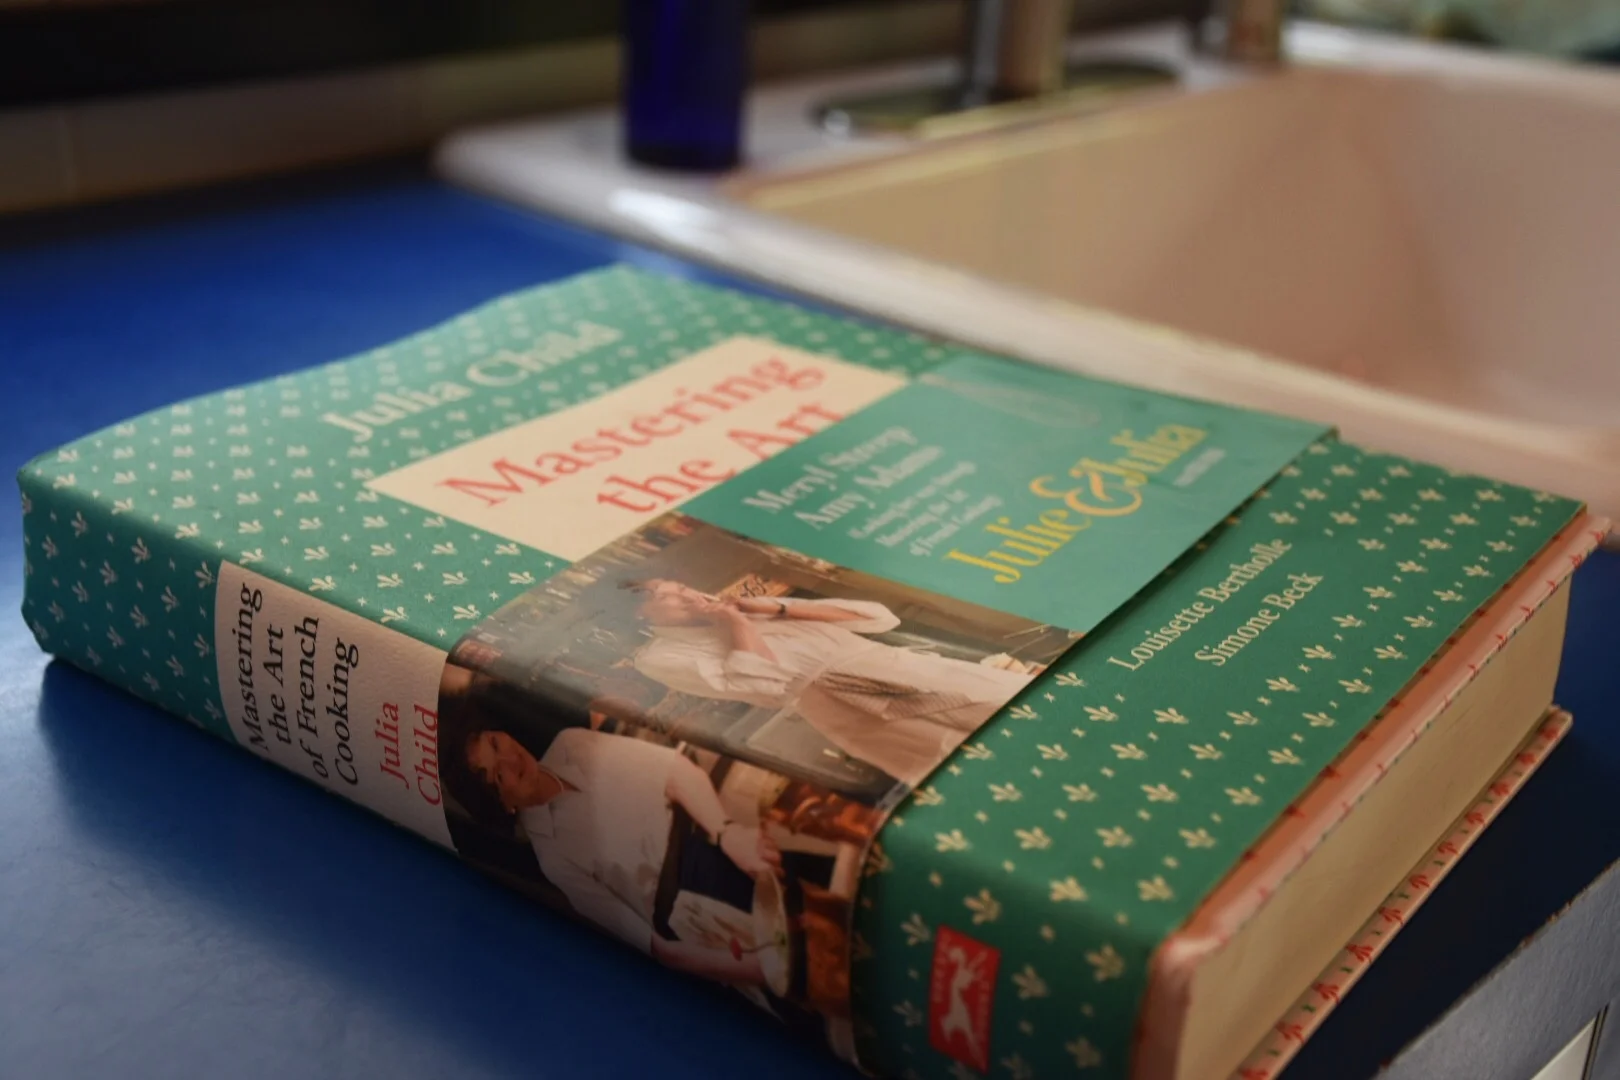 Julia Child
Mastering
the Art
Meryl Streep
Amy Adams
Julie & Julia
Louisette Bertholle
Simone Beck
Mastering
the Art
of French
Cooking
Julia
Child